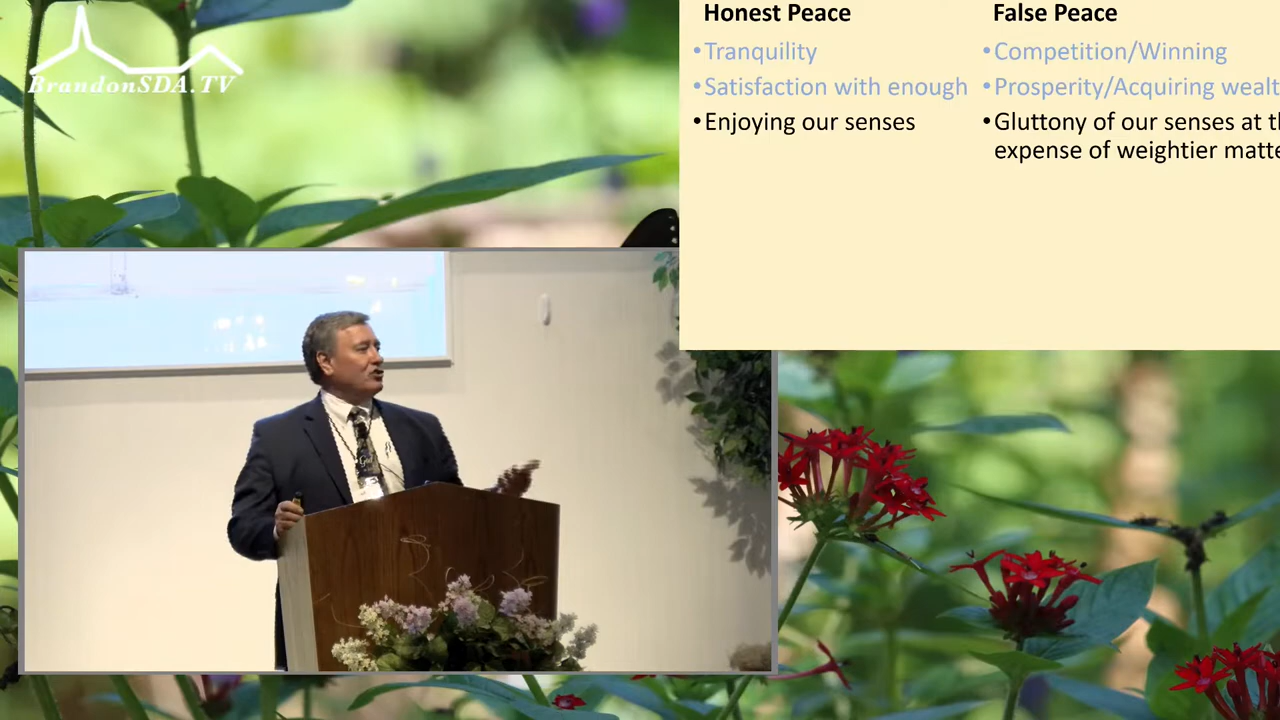 BrandonSDA.TV
Honest Peace
•Tranquility
•Satisfaction with enough
•Enjoying our senses
False Peace
•Competition/Winning
•Prosperity/Acquiring
•Gluttony of our senses at
expense of weightier